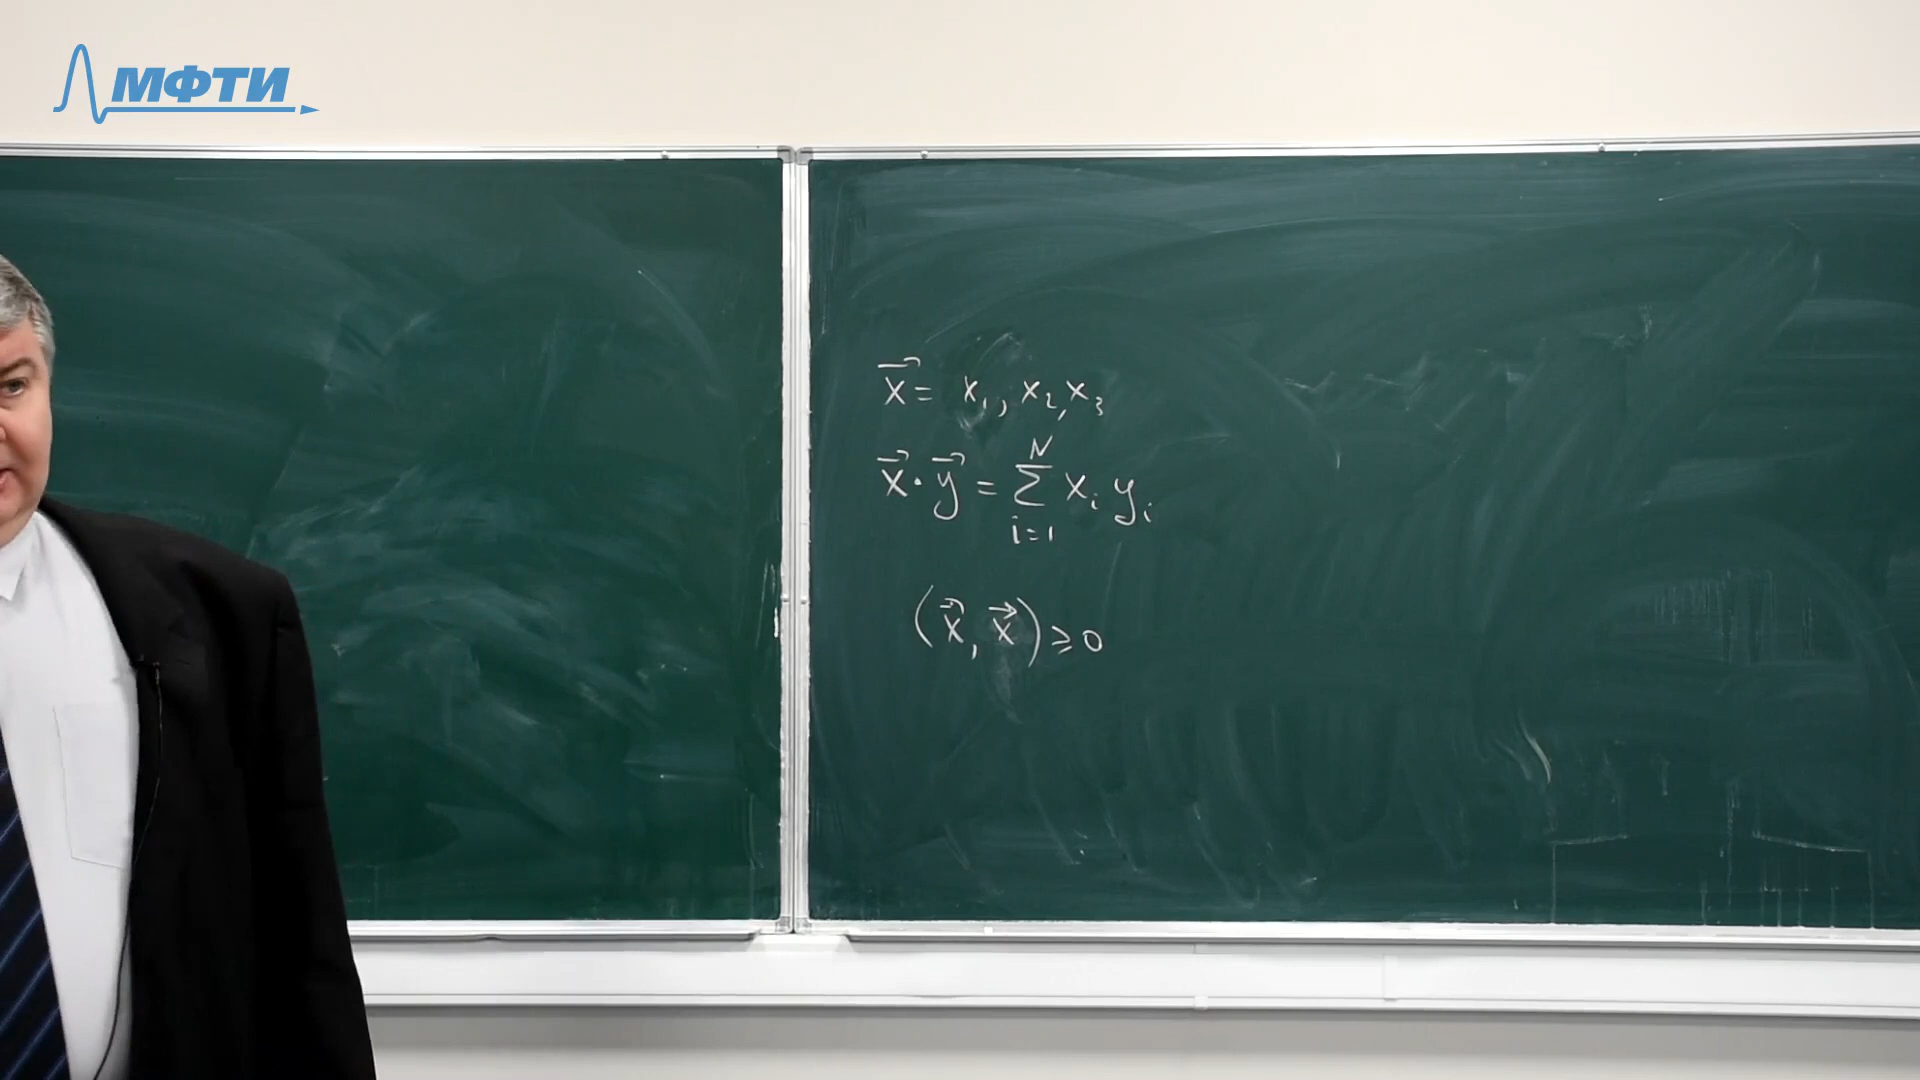 МФТИ
x⃗ = x₁, x₂, x₃
x⃗ · y⃗ = ∑ᵢ₌₁ᴺ xᵢ yᵢ
(x⃗, x⃗) ⩾ 0